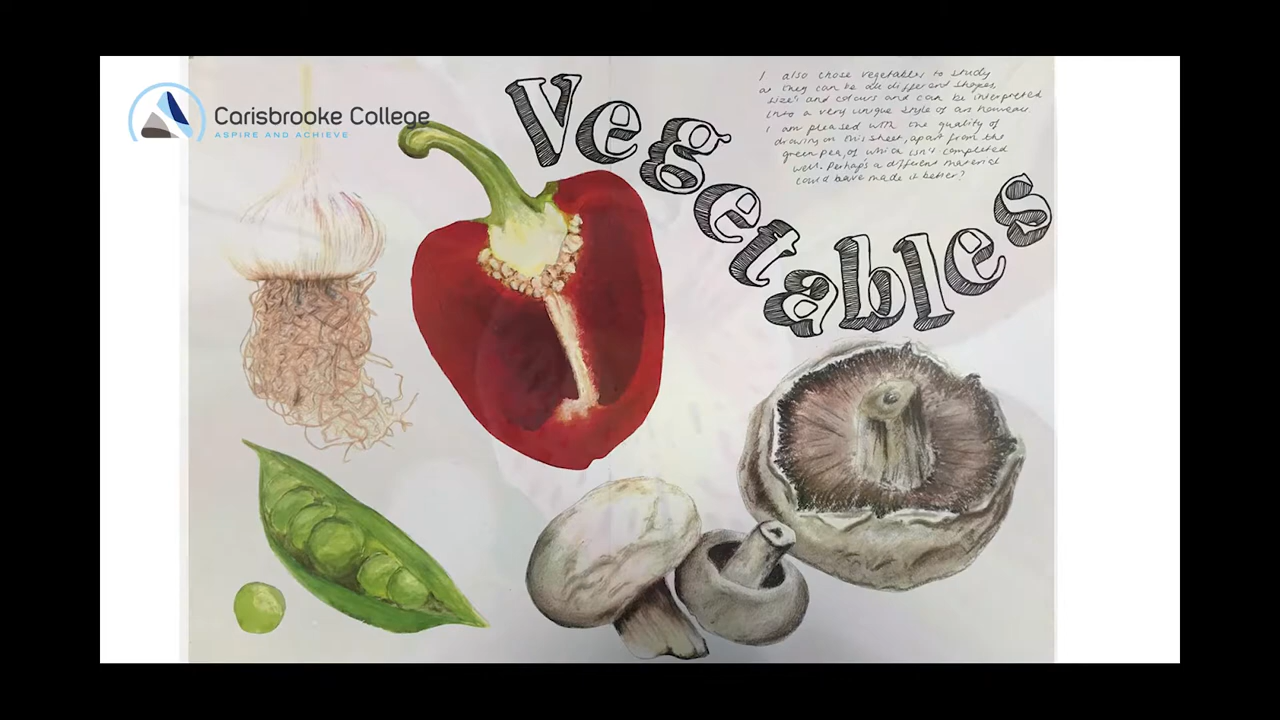 Carisbrooke College
ASPIRE AND ACHIEVE
Vegetables
I also chose vegetables to study
as they can be all different shapes,
size's and colours and can be interpreted
into a very unique style of art nouveau
I am pleased with the quality of
drawing on this sheet, apart from the
green pea, of which isn't completed
well. Perhaps a different material
could have made it better?